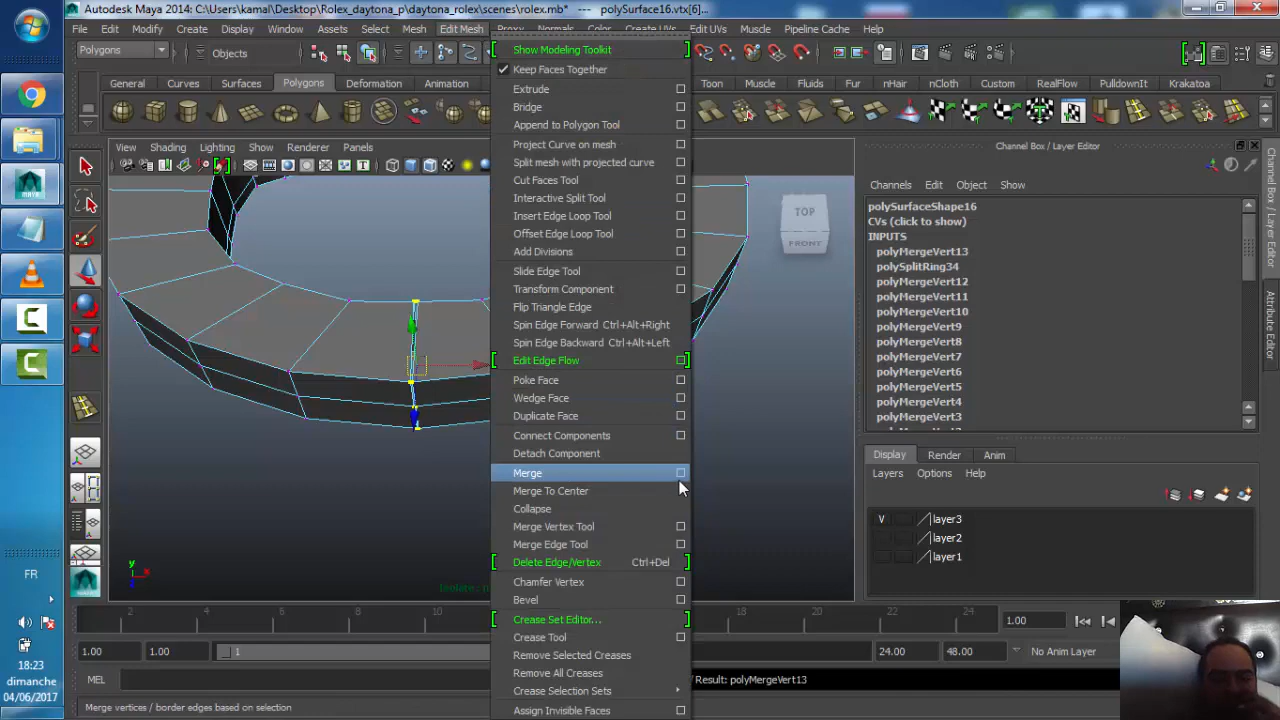 Autodesk Maya 2014: C:\Users\kamal\Desktop\Rolex_daytona_p\daytona_rolex\scenes\rolex.mb* --- polySurface16.vtx[6]...
File Edit Modify Create Display Window Assets Select Mesh Edit Mesh Proxy Normals Color Create UVs Edit UVs Muscle Pipeline Cache Help
Polygons
Objects
General Curves Surfaces Polygons Deformation Animation Toon Muscle Fluids Fur nHair nCloth Custom RealFlow PulldownIt Krakatoa
View Shading Lighting Show Renderer Panels
TOP
FRONT
Show Modeling Toolkit
Keep Faces Together
Extrude
Bridge
Append to Polygon Tool
Project Curve on mesh
Split mesh with projected curve
Cut Faces Tool
Interactive Split Tool
Insert Edge Loop Tool
Offset Edge Loop Tool
Add Divisions
Slide Edge Tool
Transform Component
Flip Triangle Edge
Spin Edge Forward Ctrl+Alt+Right
Spin Edge Backward Ctrl+Alt+Left
Edit Edge Flow
Poke Face
Wedge Face
Duplicate Face
Connect Components
Detach Component
Merge
Merge To Center
Collapse
Merge Vertex Tool
Merge Edge Tool
Delete Edge/Vertex Ctrl+Del
Chamfer Vertex
Bevel
Crease Set Editor...
Crease Tool
Remove Selected Creases
Remove All Creases
Crease Selection Sets
Assign Invisible Faces
Channel Box / Layer Editor
Channels Edit Object Show
polySurfaceShape16
CVs (click to show)
INPUTS
polyMergeVert13
polySplitRing34
polyMergeVert12
polyMergeVert11
polyMergeVert10
polyMergeVert9
polyMergeVert8
polyMergeVert7
polyMergeVert6
polyMergeVert5
polyMergeVert4
polyMergeVert3
Display Render Anim
Layers Options Help
V layer3
layer2
layer1
Channel Box / Layer Editor
Attribute Editor
MAYA
y
z
x
2 4 6 8 10 18 20 22 24
1.00
1.00 1.00 1 24.00 48.00 No Anim Layer
MEL
/ Result: polyMergeVert13
Merge vertices / border edges based on selection
FR
18:23
dimanche
04/06/2017